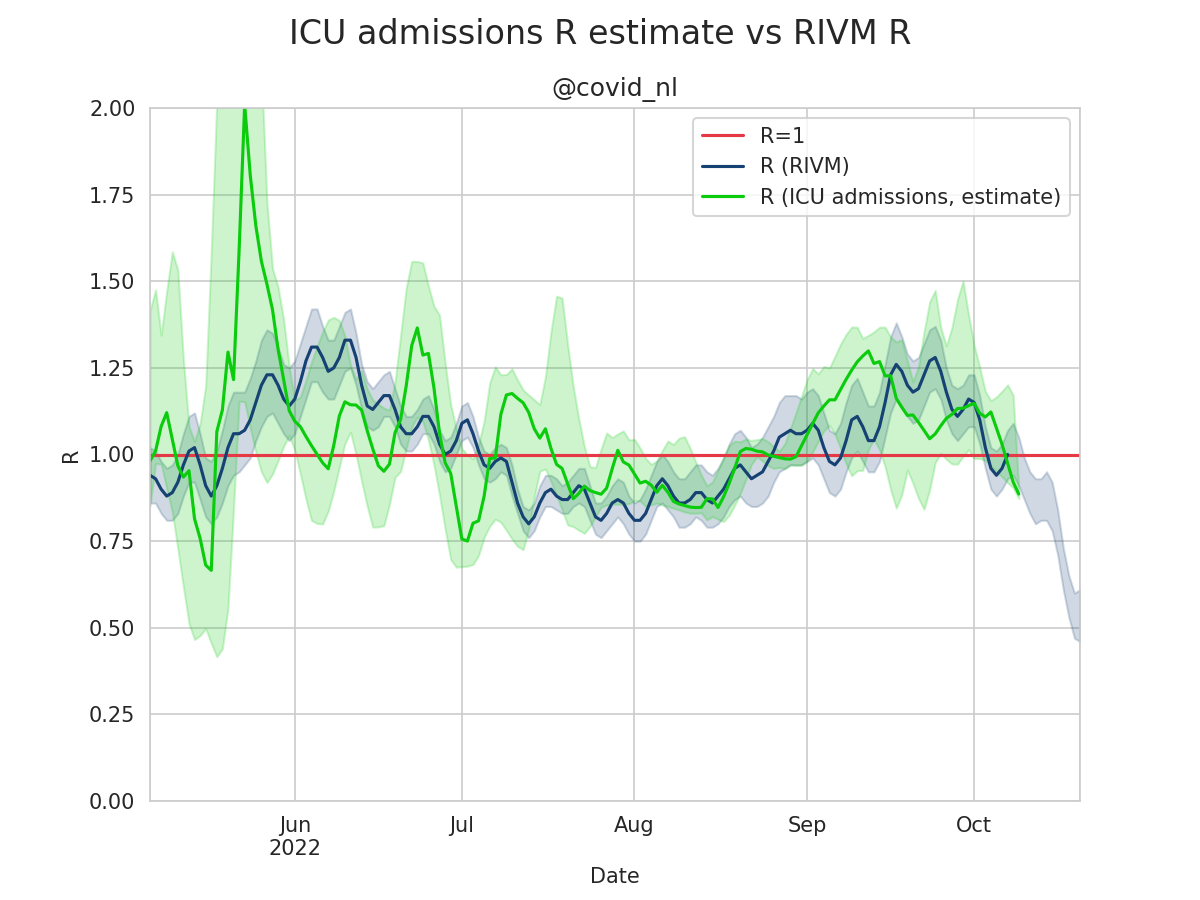 ICU admissions R estimate vs RIVM R
@covid_nl
2.00
1.75
1.50
1.25
1.00
0.75
0.50
0.25
0.00
R
R=1
R (RIVM)
R (ICU admissions, estimate)
Jun
2022
Jul
Aug
Sep
Oct
Date